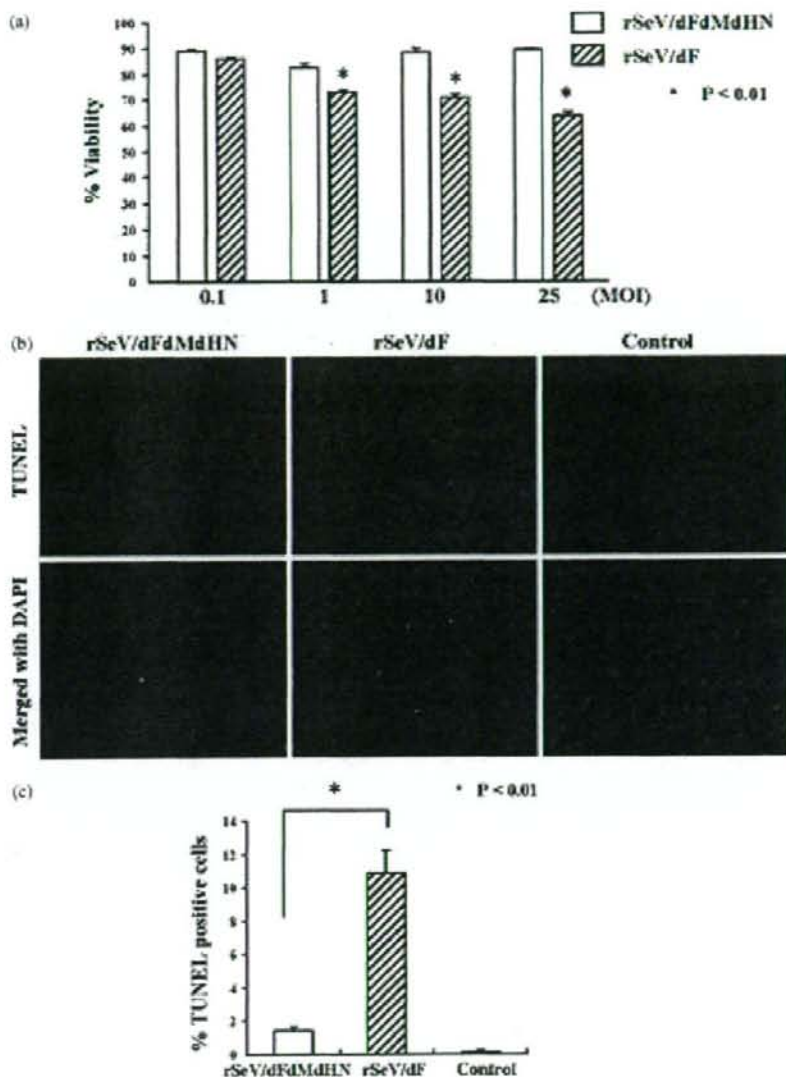 (a)
100
90
80
70
60
50
40
30
20
10
0
% Viability
rSeV/dFdMdHN
rSeV/dF
* P < 0.01
*
*
*
0.1 1 10 25 (MOI)
(b)
rSeV/dFdMdHN rSeV/dF Control
TUNEL
Merged with DAPI
(c)
* * P < 0.01
14
12
10
8
6
4
2
0
% TUNEL positive cells
rSeV/dFdMdHN rSeV/dF Control